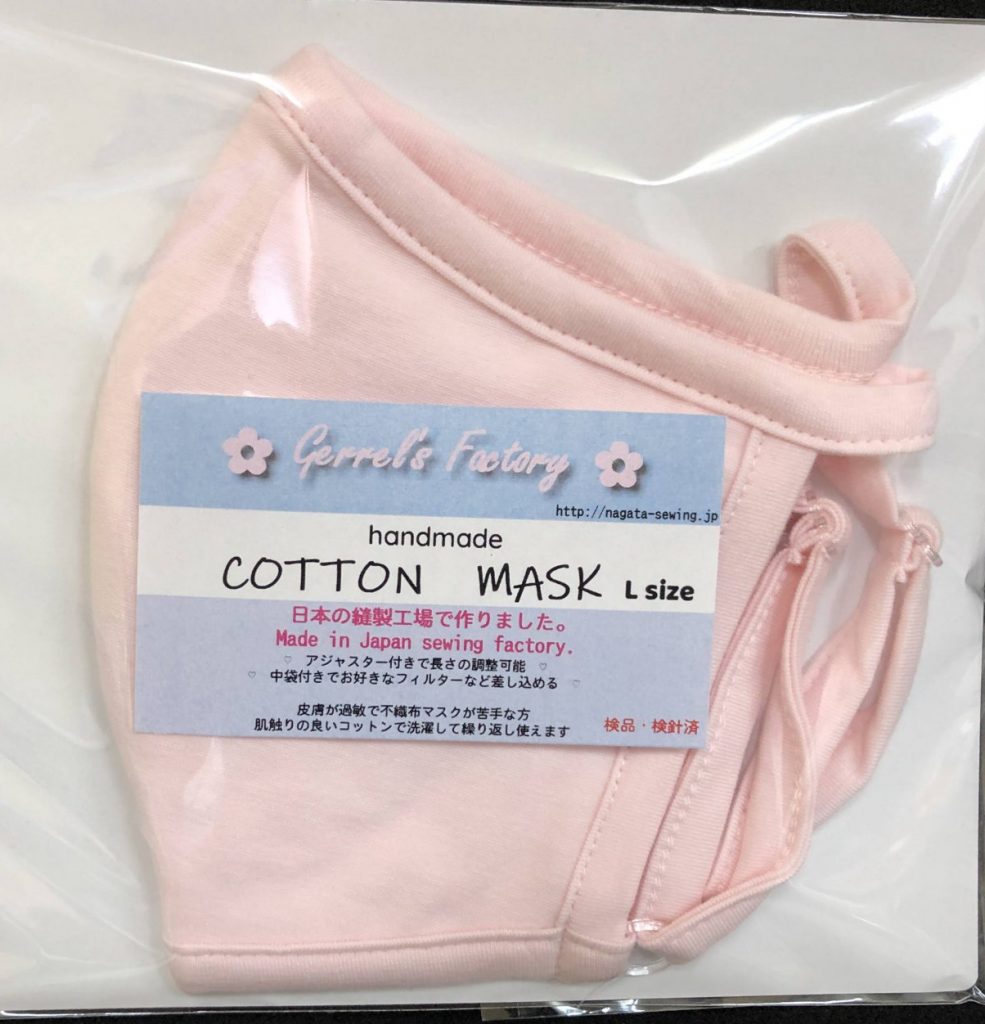 Gerrel's Factory
http://nagata-sewing.jp
handmade
COTTON MASK L size
日本の縫製工場で作りました。
Made in Japan sewing factory.
♡ アジャスター付きで長さの調整可能 ♡
♡ 中袋付きでお好きなフィルターなど差し込める ♡
皮膚が過敏で不織布マスクが苦手な方
肌触りの良いコットンで洗濯して繰り返し使えます
検品・検針済